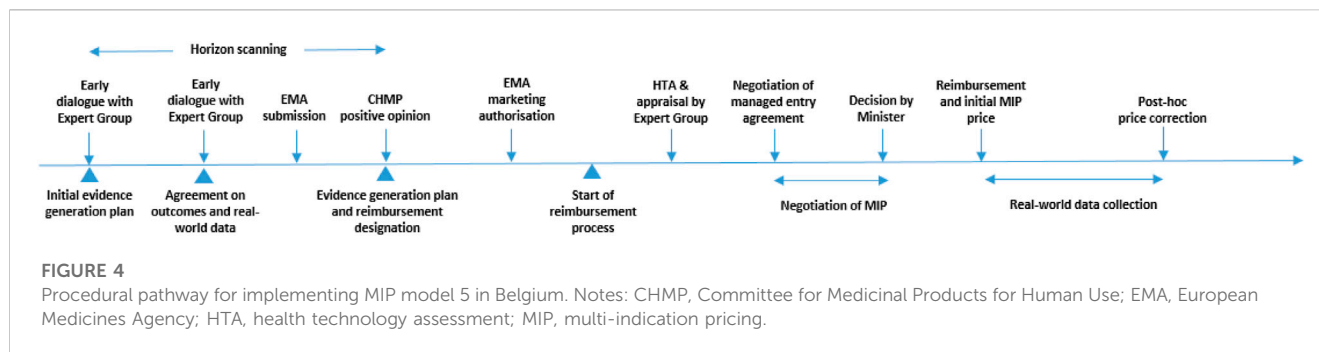 Horizon scanning
Early
dialogue with
Expert Group
Early
dialogue with
Expert Group
EMA
submission
CHMP
positive opinion
EMA
marketing
authorisation
HTA &
appraisal by
Expert Group
Negotiation of
managed entry
agreement
Decision by
Minister
Reimbursement
and initial MIP
price
Post-hoc
price correction
Initial evidence
generation plan
Agreement on
outcomes and real-
world data
Evidence generation plan
and reimbursement
designation
Start of
reimbursement
process
Negotiation of MIP
Real-world data collection
FIGURE 4
Procedural pathway for implementing MIP model 5 in Belgium. Notes: CHMP, Committee for Medicinal Products for Human Use; EMA, European
Medicines Agency; HTA, health technology assessment; MIP, multi-indication pricing.